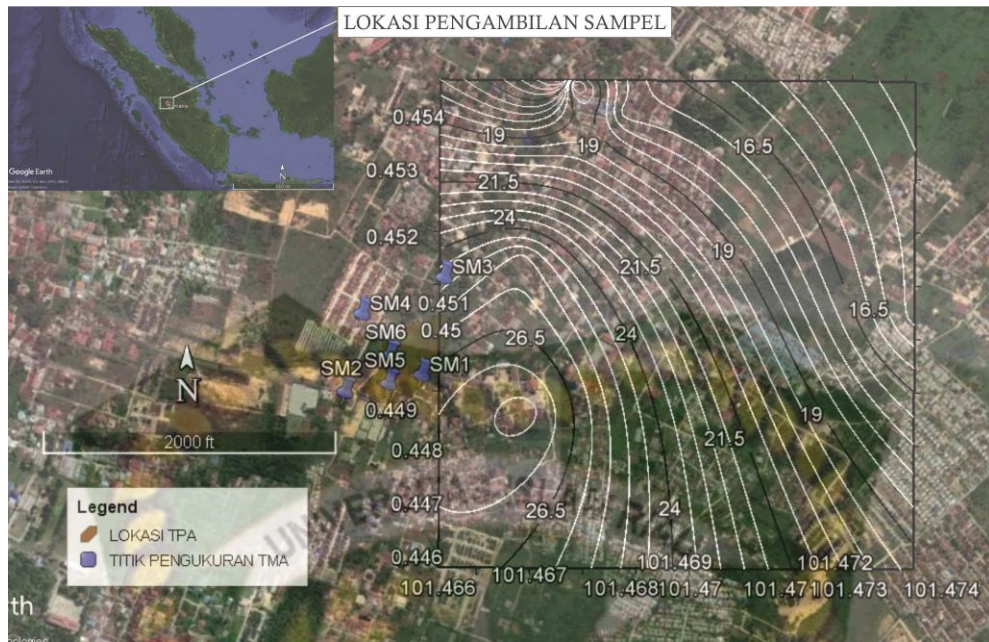 LOKASI PENGAMBILAN SAMPEL
Google Earth
N
0.454
0.453
0.452
0.451
0.45
0.449
0.448
0.447
0.446
19
19
16.5
21.5
24
19
21.5
16.5
26.5
24
19
21.5
26.5
24
SM3
SM4
SM6
SM5
SM1
SM2
N
2000 ft
Legend
LOKASI TPA
TITIK PENGUKURAN TMA
101.466
101.467
101.468
101.469
101.47
101.471
101.472
101.473
101.474
th